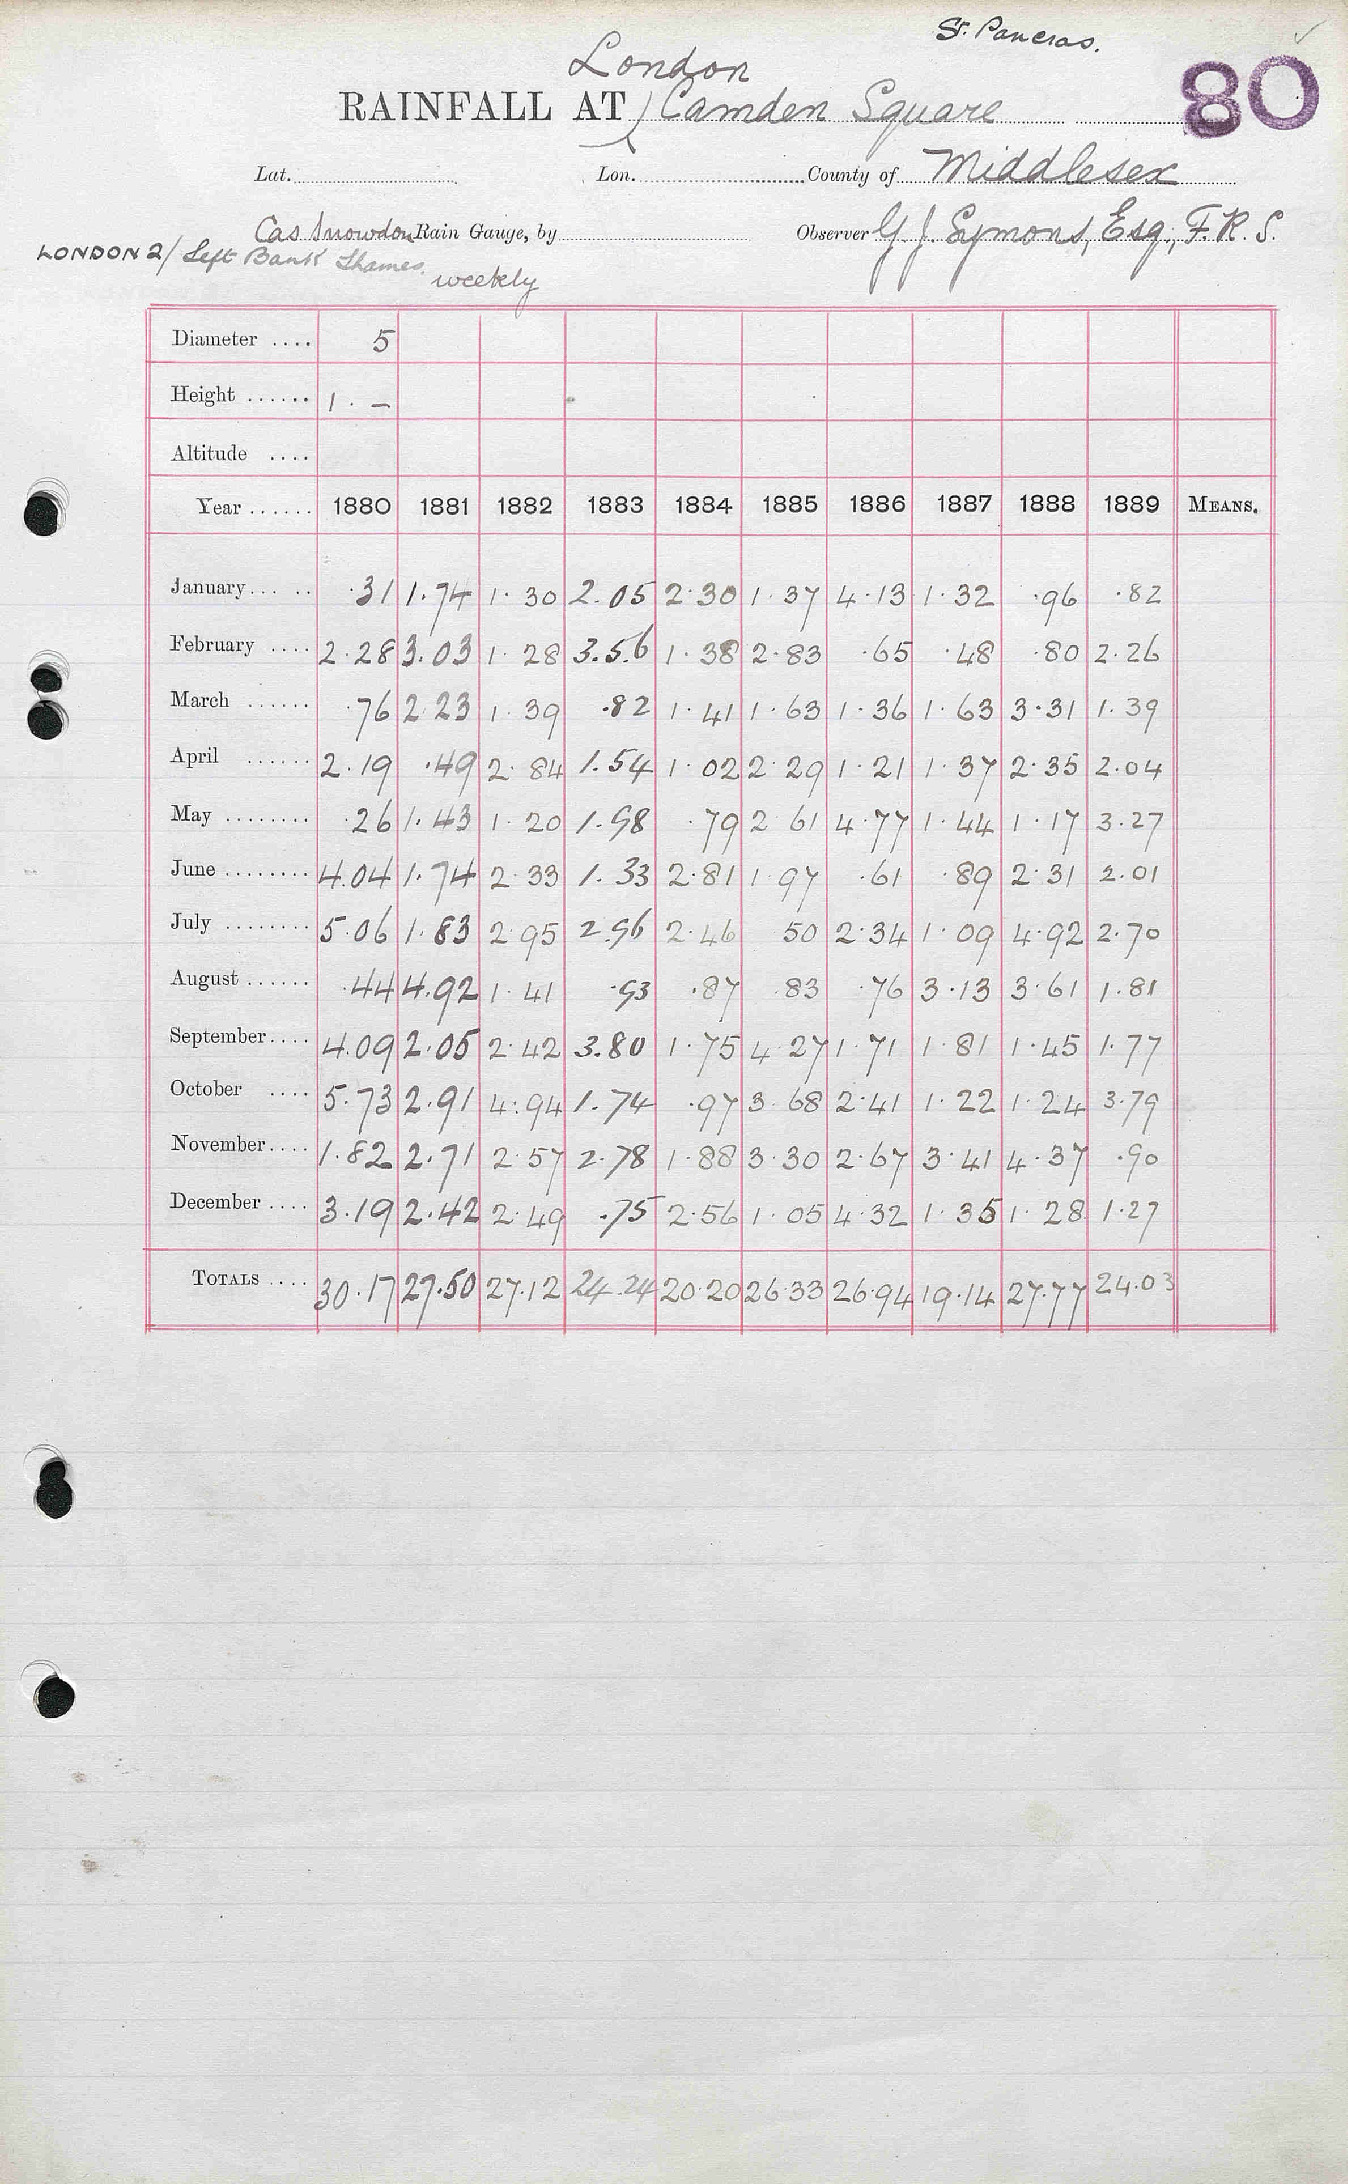 St. Pancras.
London
80
RAINFALL AT Camden Square
Lat. Lon. County of Middlesex
Cas Snowdon Rain Gauge, by Observer G J. Symons, Esq., F.R.S.
LONDON 2/ Left Bank Thames
weekly
Diameter .... 5
Height ...... 1 . –
Altitude ....
Year ...... 1880 1881 1882 1883 1884 1885 1886 1887 1888 1889 MEANS.
January.... .. ·31 1.74 1.30 2.05 2.30 1.37 4.13 1.32 .96 .82
February .... 2.28 3.03 1.28 3.56 1.38 2.83 .65 .48 .80 2.26
March ...... .76 2.23 1.39 .82 1.41 1.63 1.36 1.63 3.31 1.39
April ...... 2.19 .49 2.84 1.54 1.02 2.29 1.21 1.37 2.35 2.04
May ........ .26 1.43 1.20 1.98 .79 2.61 4.77 1.44 1.17 3.27
June ........ 4.04 1.74 2.33 1.33 2.81 1.97 .61 .89 2.31 2.01
July ........ 5.06 1.83 2.95 2.96 2.46 50 2.34 1.09 4.92 2.70
August ...... .44 4.92 1.41 .93 .87 .83 .76 3.13 3.61 1.81
September.... 4.09 2.05 2.42 3.80 1.75 4.27 1.71 1.81 1.45 1.77
October .... 5.73 2.91 4.94 1.74 .97 3.68 2.41 1.22 1.24 3.79
November.... 1.82 2.71 2.57 2.78 1.88 3.30 2.67 3.41 4.37 .90
December .... 3.19 2.42 2.49 .75 2.56 1.05 4.32 1.35 1.28 1.27
TOTALS .... 30.17 27.50 27.12 24.24 20.20 26.33 26.94 19.14 27.77 24.03